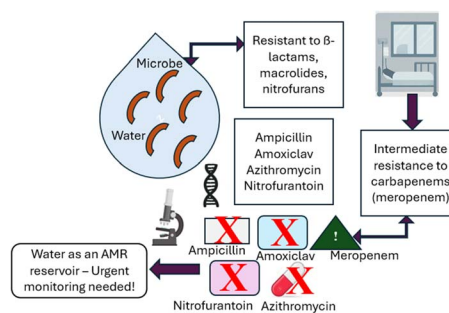 Microbe
Water
Resistant to ß-
lactams,
macrolides,
nitrofurans
Ampicillin
Amoxiclav
Azithromycin
Nitrofurantoin
Intermediate
resistance to
carbapenems
(meropenem)
X
X
!
Ampicillin
Amoxiclav
Meropenem
X
X
Nitrofurantoin
Azithromycin
Water as an AMR
reservoir – Urgent
monitoring needed!